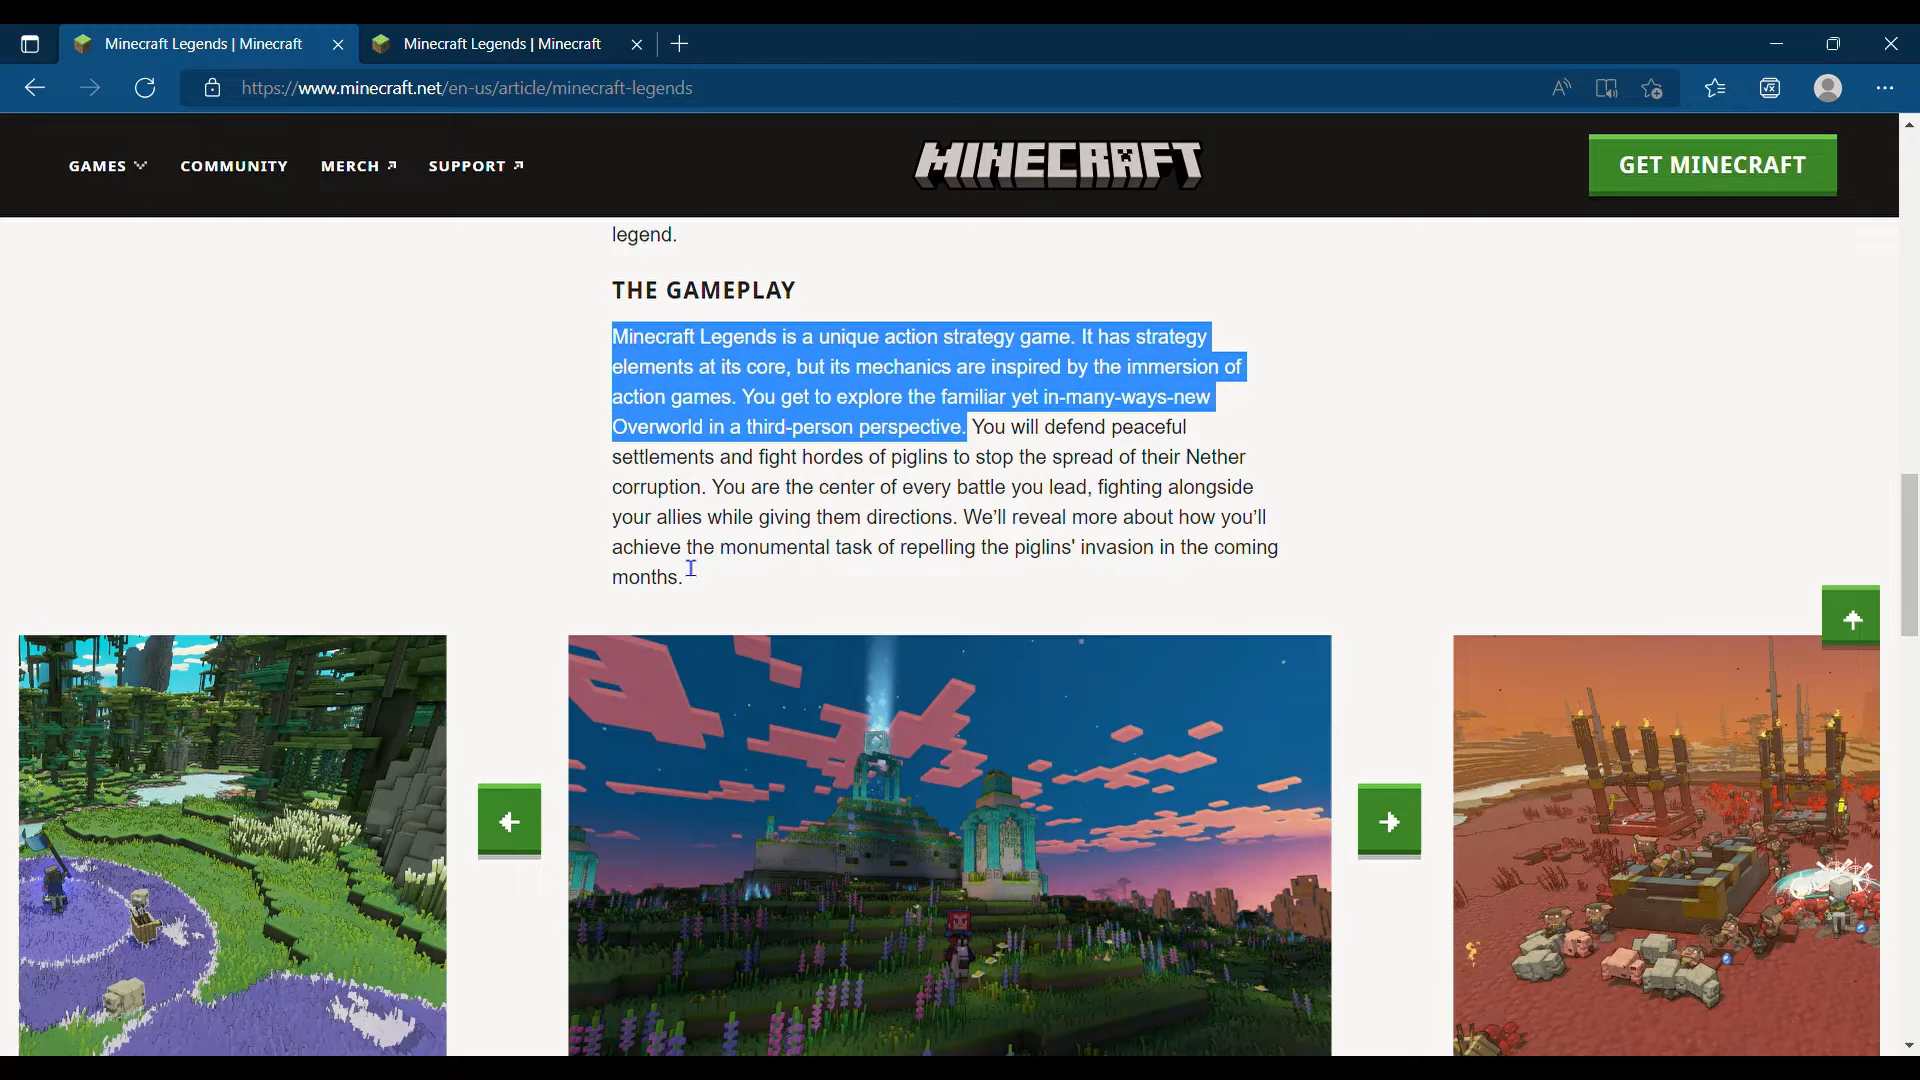 Minecraft Legends | Minecraft
Minecraft Legends | Minecraft
https://www.minecraft.net/en-us/article/minecraft-legends
GAMES
COMMUNITY
MERCH
SUPPORT
MINECRAFT
GET MINECRAFT
legend.
THE GAMEPLAY
Minecraft Legends is a unique action strategy game. It has strategy
elements at its core, but its mechanics are inspired by the immersion of
action games. You get to explore the familiar yet in-many-ways-new
Overworld in a third-person perspective. You will defend peaceful
settlements and fight hordes of piglins to stop the spread of their Nether
corruption. You are the center of every battle you lead, fighting alongside
your allies while giving them directions. We’ll reveal more about how you’ll
achieve the monumental task of repelling the piglins' invasion in the coming
months.